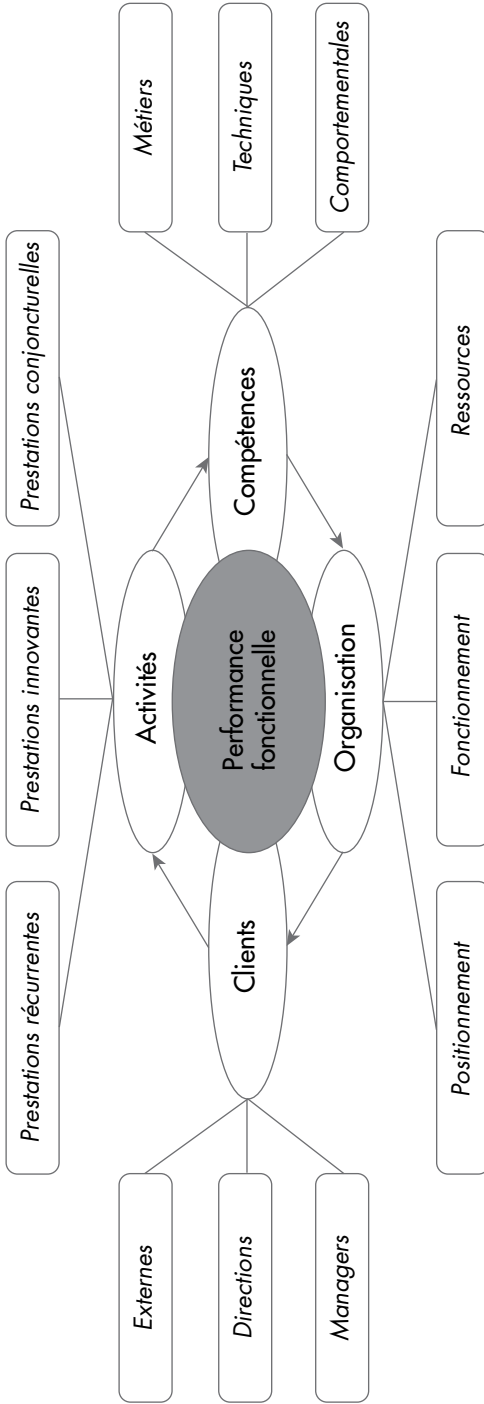 Prestations récurrentes
Prestations innovantes
Prestations conjoncturelles
Externes
Directions
Managers
Clients
Activités
Performance
fonctionnelle
Organisation
Compétences
Métiers
Techniques
Comportementales
Positionnement
Fonctionnement
Ressources